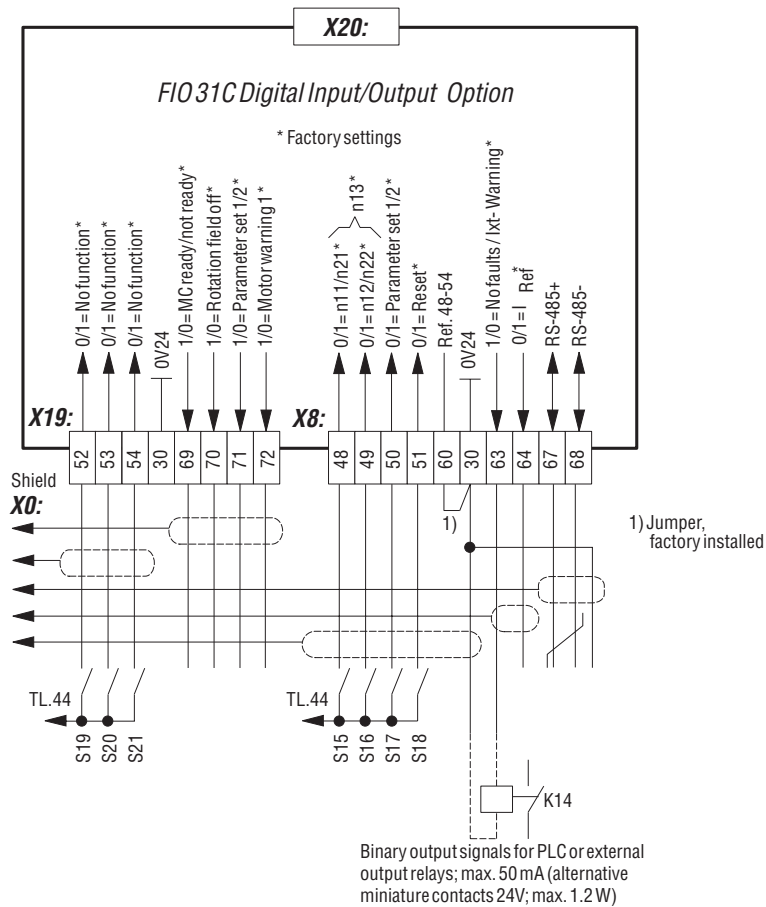 X20:
FIO 31C Digital Input/Output Option
* Factory settings
0/1= No function*
0/1= No function*
0/1= No function*
0V24
1/0= MC ready/not ready*
1/0= Rotation field off*
1/0= Parameter set 1/2*
1/0= Motor warning 1*
0/1= n11/n21*
0/1= n12/n22*
n13*
0/1= Parameter set 1/2*
0/1= Reset*
Ref. 48-54
0V24
1/0= No faults / Ixt- Warning*
0/1= I Ref*
RS-485+
RS-485-
X19:
52 53 54 30 69 70 71 72
X8:
48 49 50 51 60 30 63 64 67 68
Shield
X0:
1)
1) Jumper,
factory installed
TL.44
S19
S20
S21
TL.44
S15
S16
S17
S18
K14
Binary output signals for PLC or external
output relays; max. 50 mA (alternative
miniature contacts 24V; max. 1.2 W)